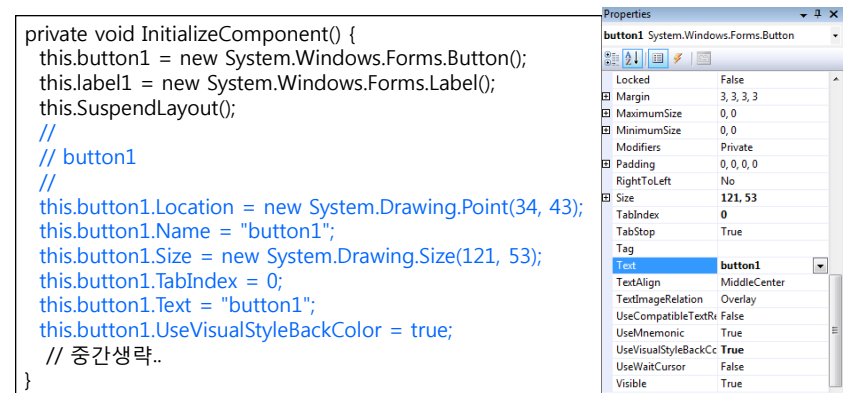 private void InitializeComponent() {
this.button1 = new System.Windows.Forms.Button();
this.label1 = new System.Windows.Forms.Label();
this.SuspendLayout();
//
// button1
//
this.button1.Location = new System.Drawing.Point(34, 43);
this.button1.Name = "button1";
this.button1.Size = new System.Drawing.Size(121, 53);
this.button1.TabIndex = 0;
this.button1.Text = "button1";
this.button1.UseVisualStyleBackColor = true;
// 중간생략..
}
Properties
button1 System.Windows.Forms.Button
Locked False
Margin 3, 3, 3, 3
MaximumSize 0, 0
MinimumSize 0, 0
Modifiers Private
Padding 0, 0, 0, 0
RightToLeft No
Size 121, 53
TabIndex 0
TabStop True
Tag
Text button1
TextAlign MiddleCenter
TextImageRelation Overlay
UseCompatibleTextRe False
UseMnemonic True
UseVisualStyleBackCc True
UseWaitCursor False
Visible True